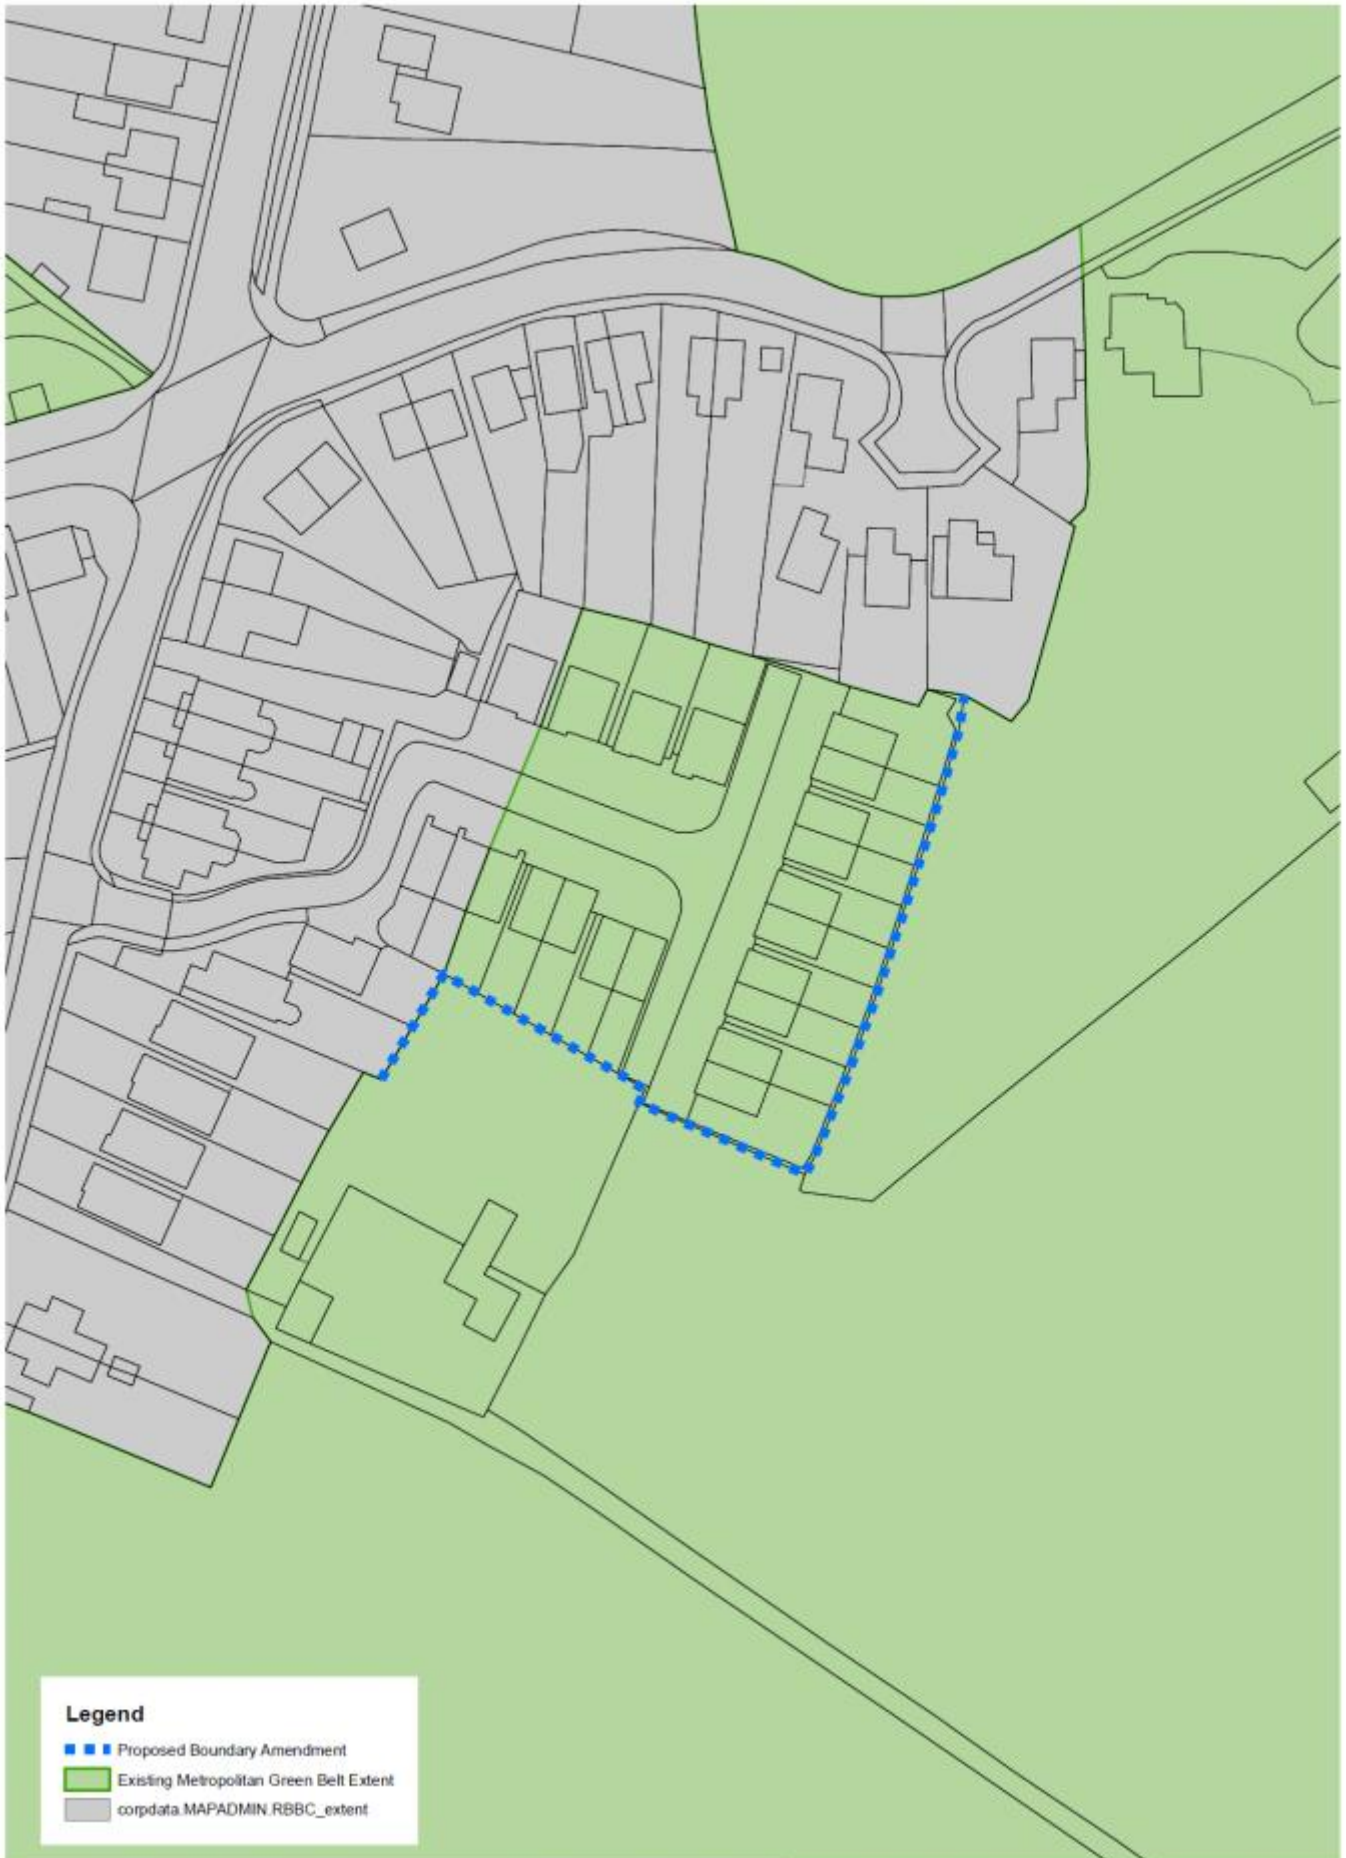 Legend
Proposed Boundary Amendment
Existing Metropolitan Green Belt Extent
corpdata.MAPADMIN.RBBC_extent